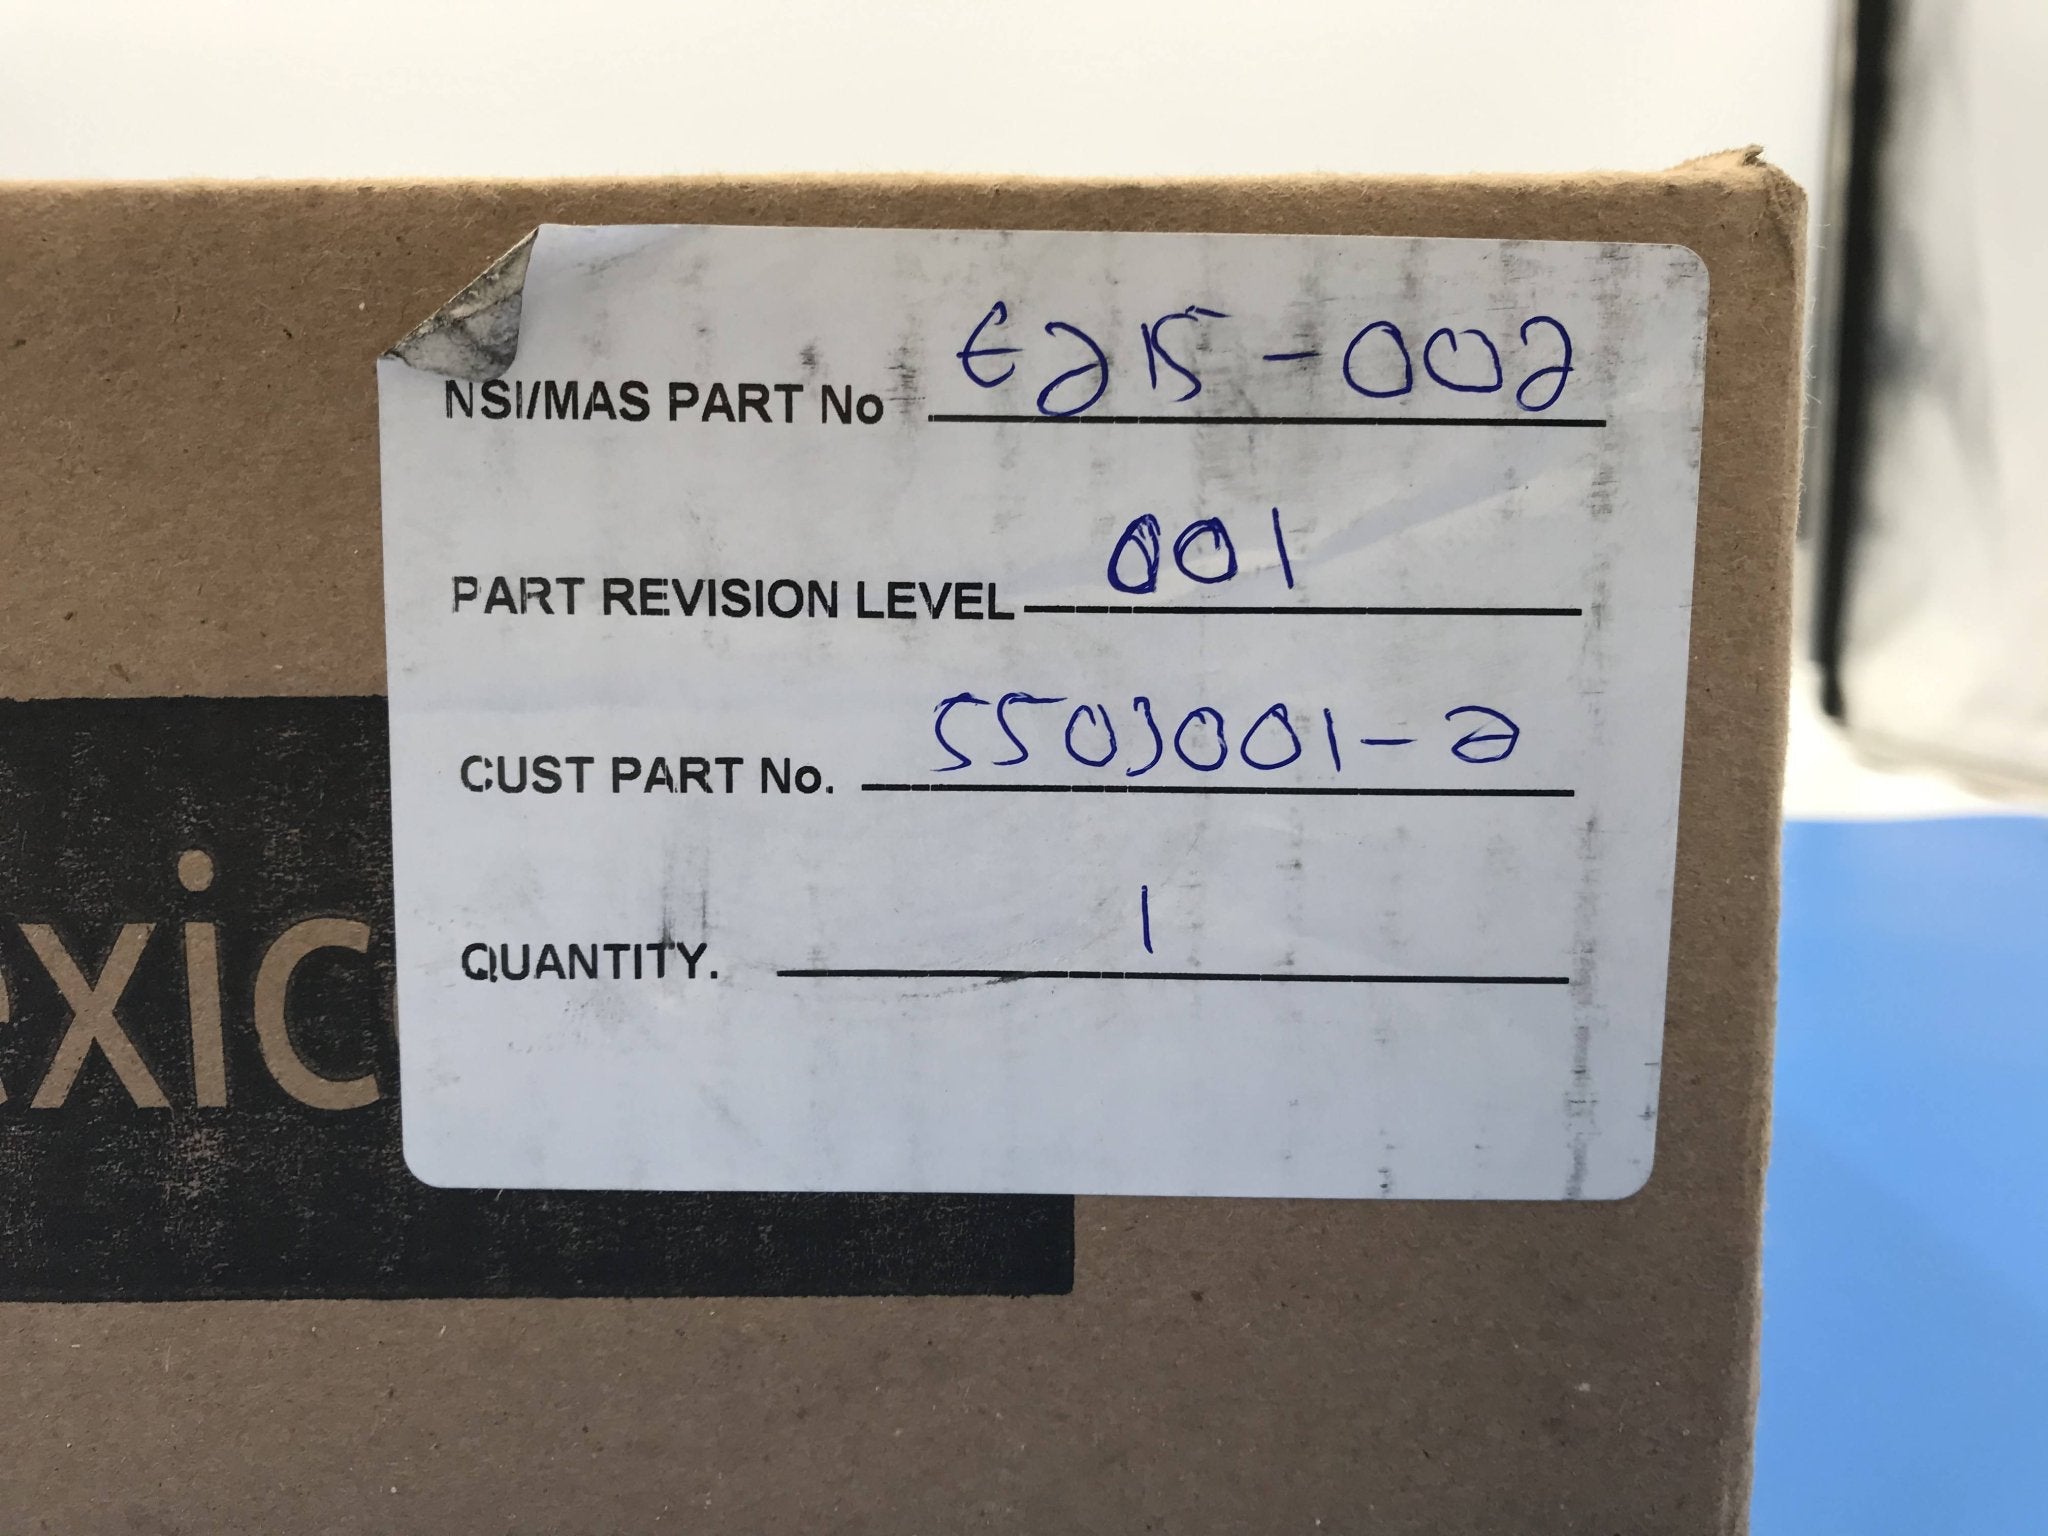 NSI/MAS PART No E215-002
PART REVISION LEVEL 001
CUST PART No. 5503001-2
QUANTITY. 1
exic